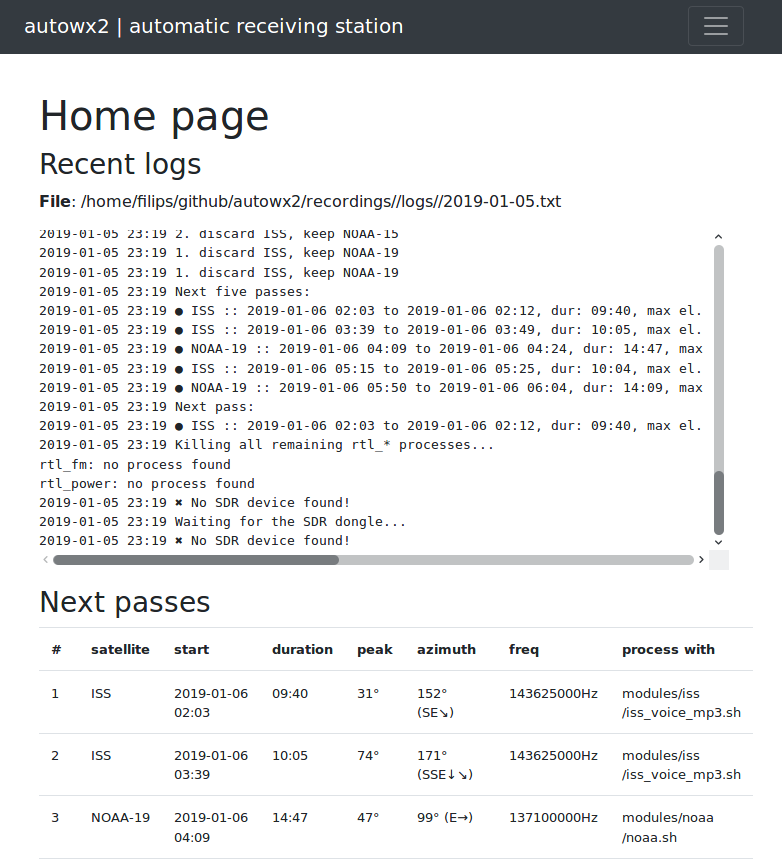 autowx2 | automatic receiving station
Home page
Recent logs
File: /home/filips/github/autowx2/recordings//logs//2019-01-05.txt
2019-01-05 23:19 2. discard ISS, keep NOAA-15
2019-01-05 23:19 1. discard ISS, keep NOAA-19
2019-01-05 23:19 1. discard ISS, keep NOAA-19
2019-01-05 23:19 Next five passes:
2019-01-05 23:19 ● ISS :: 2019-01-06 02:03 to 2019-01-06 02:12, dur: 09:40, max el.
2019-01-05 23:19 ● ISS :: 2019-01-06 03:39 to 2019-01-06 03:49, dur: 10:05, max el.
2019-01-05 23:19 ● NOAA-19 :: 2019-01-06 04:09 to 2019-01-06 04:24, dur: 14:47, max
2019-01-05 23:19 ● ISS :: 2019-01-06 05:15 to 2019-01-06 05:25, dur: 10:04, max el.
2019-01-05 23:19 ● NOAA-19 :: 2019-01-06 05:50 to 2019-01-06 06:04, dur: 14:09, max
2019-01-05 23:19 Next pass:
2019-01-05 23:19 ● ISS :: 2019-01-06 02:03 to 2019-01-06 02:12, dur: 09:40, max el.
2019-01-05 23:19 Killing all remaining rtl_* processes...
rtl_fm: no process found
rtl_power: no process found
2019-01-05 23:19 ✖ No SDR device found!
2019-01-05 23:19 Waiting for the SDR dongle...
2019-01-05 23:19 ✖ No SDR device found!
Next passes
# satellite start duration peak azimuth freq process with
1 ISS 2019-01-06 09:40 31° 152° 143625000Hz modules/iss
02:03 (SE↘) /iss_voice_mp3.sh
2 ISS 2019-01-06 10:05 74° 171° 143625000Hz modules/iss
03:39 (SSE↓↘) /iss_voice_mp3.sh
3 NOAA-19 2019-01-06 14:47 47° 99° (E→) 137100000Hz modules/noaa
04:09 /noaa.sh